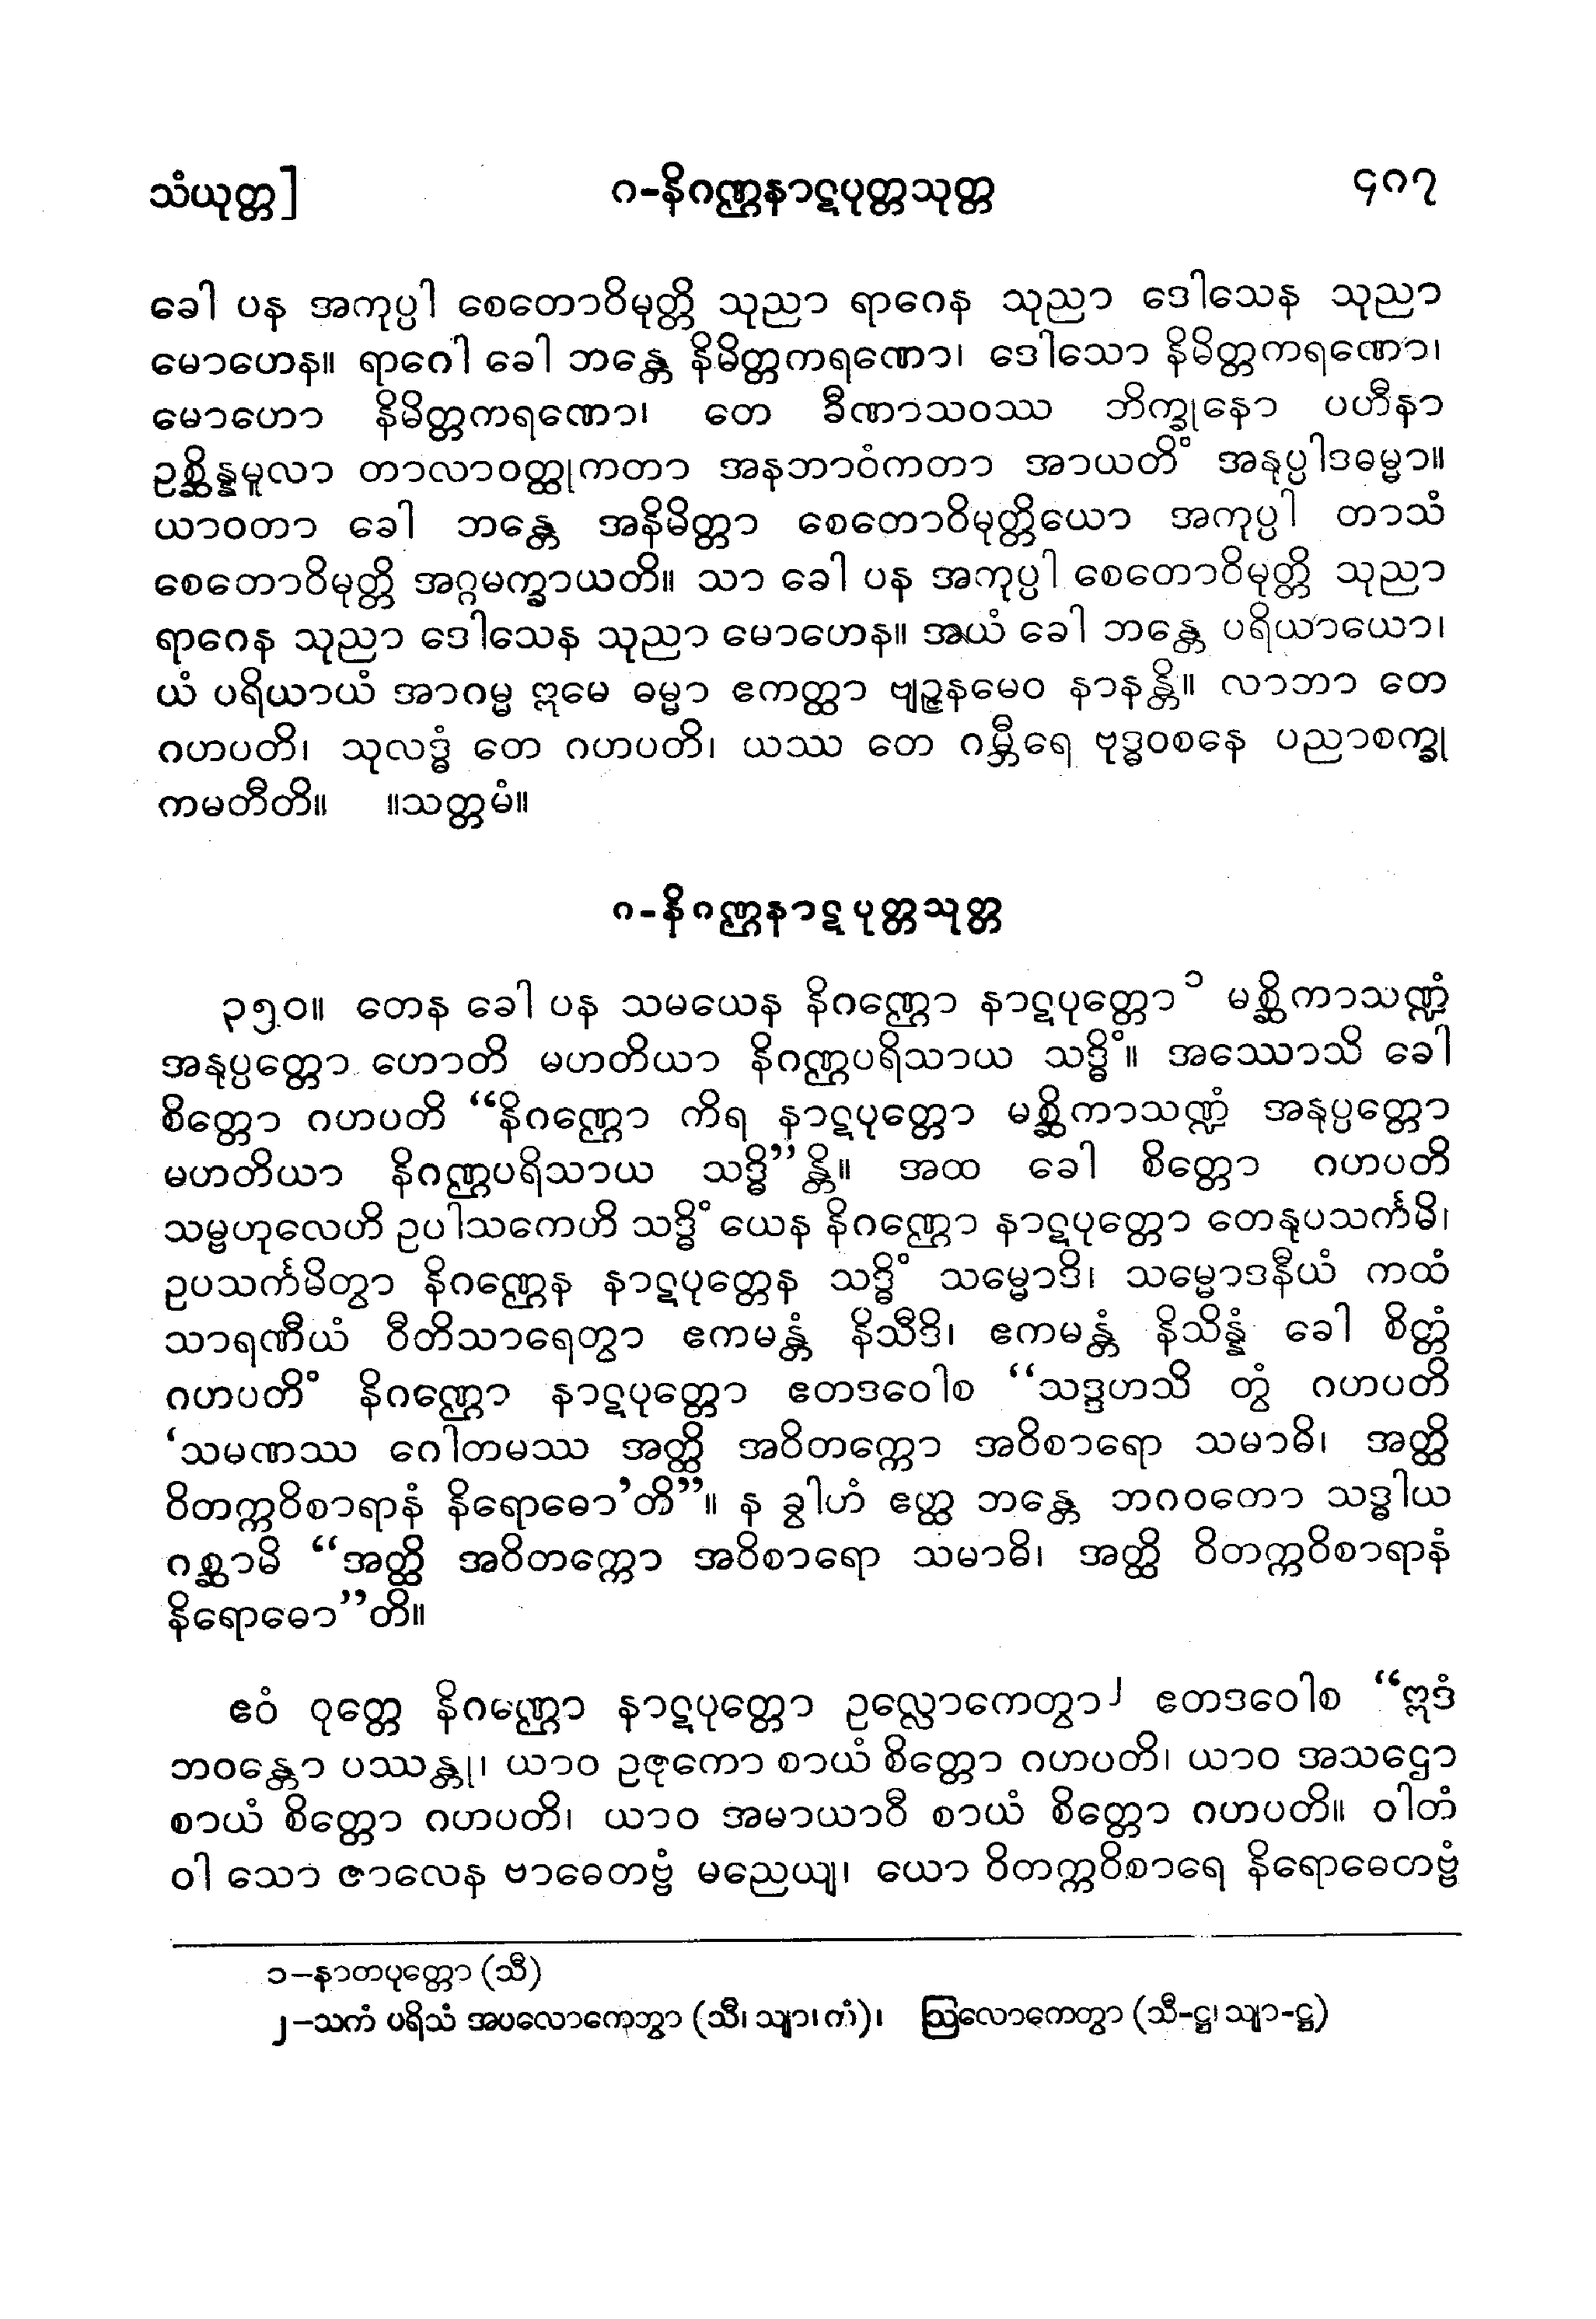 သံယုတ္တ] ၈-နိဂဏ္ဌနာဋပုတ္တသုတ္တ ၄၈၇
ခေါ ပန အကုပ္ပါ စေတောဝိမုတ္တိ သုညာ ရာဂေန သုညာ ဒေါသေန သုညာ
မောဟေန။ ရာဂေါ ခေါ ဘန္တေ နိမိတ္တကရဏော၊ ဒေါသော နိမိတ္တကရဏော၊
မောဟော နိမိတ္တကရဏော၊ တေ ခီဏာသဝဿ ဘိက္ခုနော ပဟီနာ
ဥစ္ဆိန္နမူလာ တာလာဝတ္ထုကတာ အနဘာဝံကတာ အာယတိံ အနုပ္ပါဒဓမ္မာ။
ယာဝတာ ခေါ ဘန္တေ အနိမိတ္တာ စေတောဝိမုတ္တိယော အကုပ္ပါ တာသံ
စေတောဝိမုတ္တိ အဂ္ဂမက္ခာယတိ။ သာ ခေါ ပန အကုပ္ပါ စေတောဝိမုတ္တိ သုညာ
ရာဂေန သုညာ ဒေါသေန သုညာ မောဟေန။ အယံ ခေါ ဘန္တေ ပရိယာယော၊
ယံ ပရိယာယံ အာဂမ္မ ဣမေ ဓမ္မာ ဧကတ္ထာ ဗျဉ္ဇနမေဝ နာနန္တိ။ လာဘာ တေ
ဂဟပတိ၊ သုလဒ္ဓံ တေ ဂဟပတိ၊ ယဿ တေ ဂမ္ဘီရေ ဗုဒ္ဓဝစနေ ပညာစက္ခု
ကမတီတိ။ ။သတ္တမံ။
၈-နိဂဏ္ဌနာဋပုတ္တသုတ္တ
၃၅၀။ တေန ခေါ ပန သမယေန နိဂဏ္ဌော နာဋပုတ္တော ၁ မစ္ဆိကာသဏ္ဍံ
အနုပ္ပတ္တော ဟောတိ မဟတိယာ နိဂဏ္ဌပရိသာယ သဒ္ဓိံ။ အဿောသိ ခေါ
စိတ္တော ဂဟပတိ “နိဂဏ္ဌော ကိရ နာဋပုတ္တော မစ္ဆိကာသဏ္ဍံ အနုပ္ပတ္တော
မဟတိယာ နိဂဏ္ဌပရိသာယ သဒ္ဓိ”န္တိ။ အထ ခေါ စိတ္တော ဂဟပတိ
သမ္ဗဟုလေဟိ ဥပါသကေဟိ သဒ္ဓိံ ယေန နိဂဏ္ဌော နာဋပုတ္တော တေနုပသင်္ကမိ၊
ဥပသင်္ကမိတွာ နိဂဏ္ဌေန နာဋပုတ္တေန သဒ္ဓိံ သမ္မောဒိ၊ သမ္မောဒနီယံ ကထံ
သာရဏီယံ ဝီတိသာရေတွာ ဧကမန္တံ နိသီဒိ၊ ဧကမန္တံ နိသိန္နံ ခေါ စိတ္တံ
ဂဟပတိံ နိဂဏ္ဌော နာဋပုတ္တော ဧတဒဝေါစ “သဒ္ဒဟသိ တွံ ဂဟပတိ
‘သမဏဿ ဂေါတမဿ အတ္ထိ အဝိတက္ကော အဝိစာရော သမာဓိ၊ အတ္ထိ
ဝိတက္ကဝိစာရာနံ နိရောဓော’တိ”။ န ခွါဟံ ဧတ္ထ ဘန္တေ ဘဂဝတော သဒ္ဓါယ
ဂစ္ဆာမိ “အတ္ထိ အဝိတက္ကော အဝိစာရော သမာဓိ၊ အတ္ထိ ဝိတက္ကဝိစာရာနံ
နိရောဓော”တိ။
ဧဝံ ဝုတ္တေ နိဂဏ္ဌော နာဋပုတ္တော ဥလ္လောကေတွာ ၂ ဧတဒဝေါစ “ဣဒံ
ဘဝန္တော ပဿန္တု၊ ယာဝ ဥဇုကော စာယံ စိတ္တော ဂဟပတိ၊ ယာဝ အသဌော
စာယံ စိတ္တော ဂဟပတိ၊ ယာဝ အမာယာဝီ စာယံ စိတ္တော ဂဟပတိ။ ဝါတံ
ဝါ သော ဇာလေန ဗာဓေတဗ္ဗံ မညေယျ၊ ယော ဝိတက္ကဝိစာရေ နိရောဓေတဗ္ဗံ
၁–နာတပုတ္တော (သီ)
၂–သကံ ပရိသံ အပလောကေတွာ (သီ၊ သျာ၊ ကံ)၊ ဩလောကေတွာ (သီ-ဋ္ဌ၊ သျာ-ဋ္ဌ)